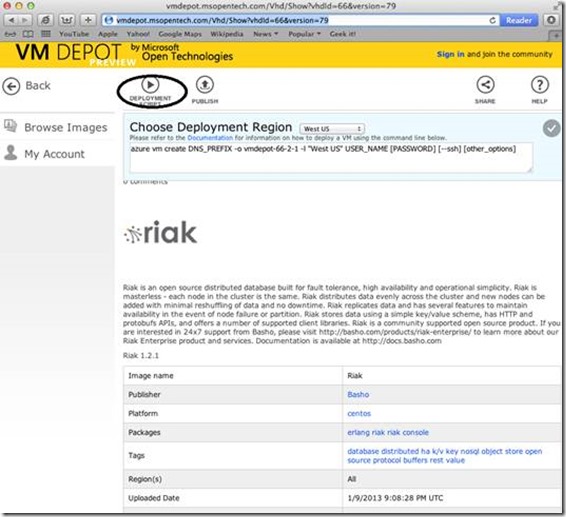 vmdepot.msopentech.com/Vhd/Show?vhdId=66&version=79
vmdepot.msopentech.com/Vhd/Show?vhdId=66&version=79
Reader
YouTube Apple Yahoo! Google Maps Wikipedia News Popular Geek it!
VM DEPOT by Microsoft
PREVIEW Open Technologies
Sign in and join the community
Back
DEPLOYMENT
SCRIPT
PUBLISH
SHARE
HELP
Browse Images
My Account
Choose Deployment Region West US
Please refer to the Documentation for information on how to deploy a VM using the command line below.
azure vm create DNS_PREFIX -o vmdepot-66-2-1 -l "West US" USER_NAME [PASSWORD] [--ssh] [other_options]
0 comments
riak
Riak is an open source distributed database built for fault tolerance, high availability and operational simplicity. Riak is
masterless - each node in the cluster is the same. Riak distributes data evenly across the cluster and new nodes can be
added with minimal reshuffling of data and no downtime. Riak replicates data and has several features to maintain
availability in the event of node failure or partition. Riak stores data using a simple key/value scheme, has HTTP and
protobufs APIs, and offers a number of supported client libraries. Riak is a community supported open source product. If you
are interested in 24x7 support from Basho, please visit http://basho.com/products/riak-enterprise/ to learn more about our
Riak Enterprise product and services. Documentation is available at http://docs.basho.com
Riak 1.2.1
Image name Riak
Publisher Basho
Platform centos
Packages erlang riak riak console
Tags database distributed ha k/v key nosql object store open
source protocol buffers rest value
Region(s) All
Uploaded Date 1/9/2013 9:08:28 PM UTC